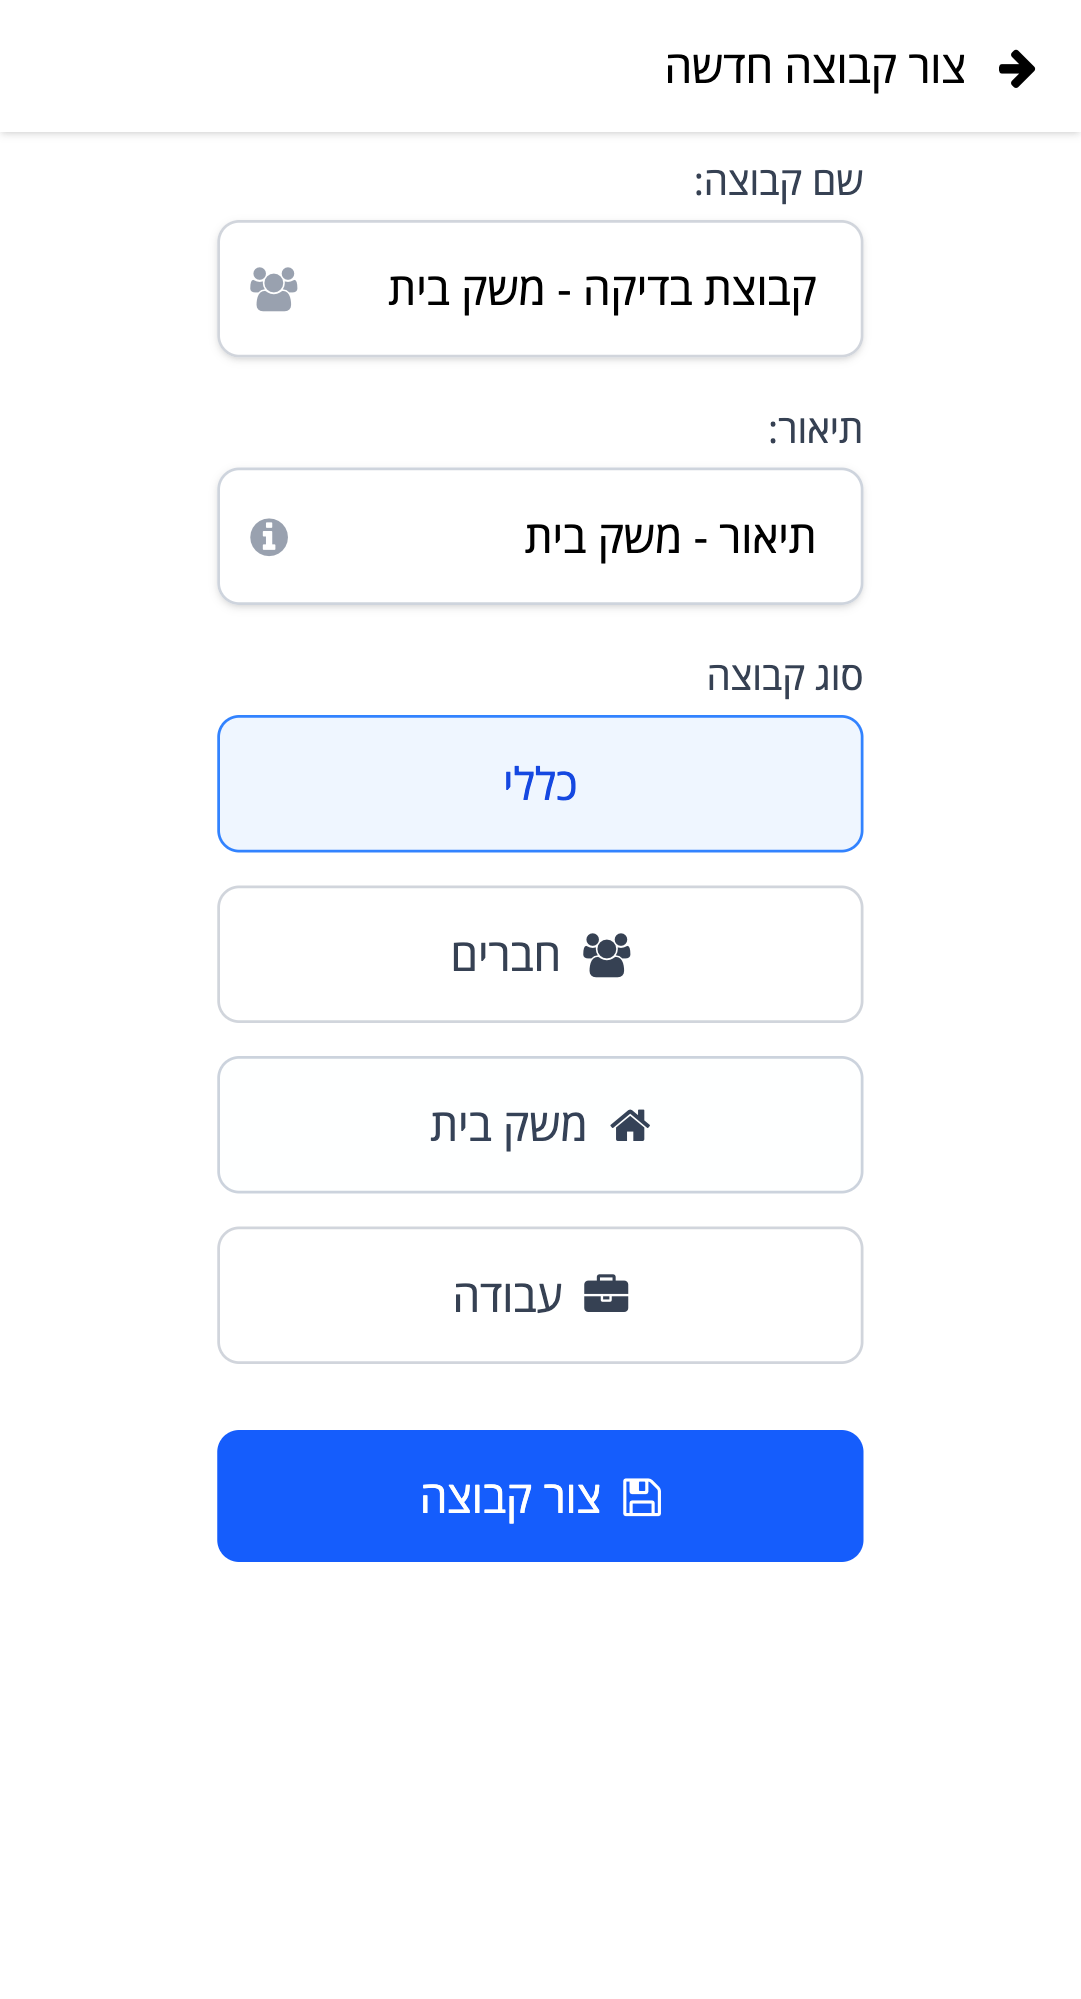 צור קבוצה חדשה
שם קבוצה:
קבוצת בדיקה - משק בית
תיאור:
תיאור - משק בית
סוג קבוצה
כללי
חברים
משק בית
עבודה
צור קבוצה